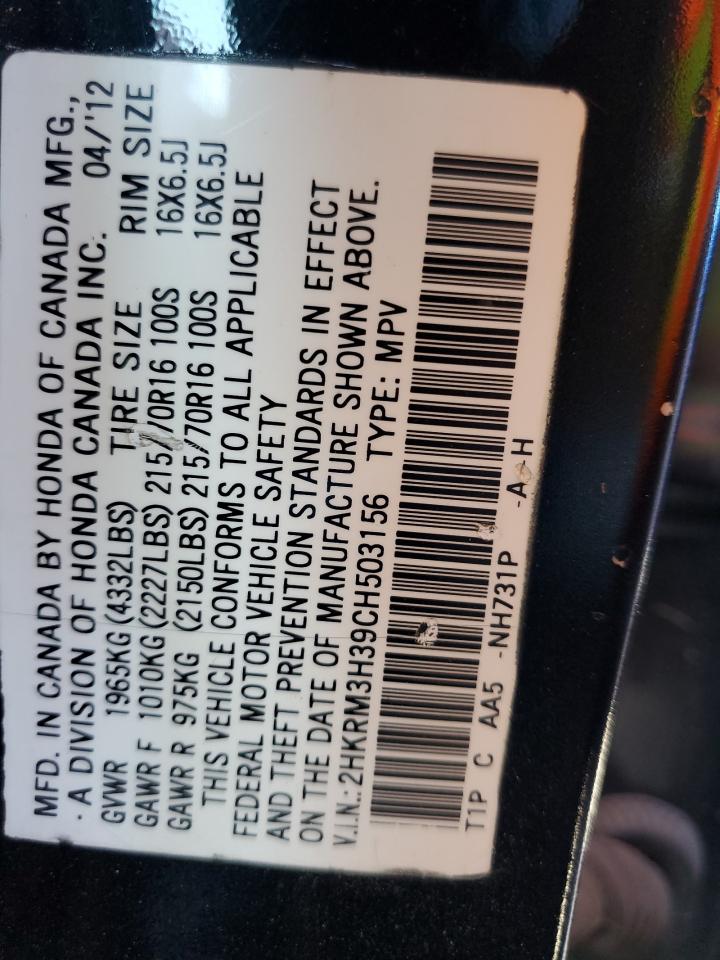 MFD. IN CANADA BY HONDA OF CANADA MFG.,
· A DIVISION OF HONDA CANADA INC. 04/'12
GVWR 1965KG (4332LBS) TIRE SIZE RIM SIZE
GAWR F 1010KG (2227LBS) 215/70R16 100S 16X6.5J
GAWR R 975KG (2150LBS) 215/70R16 100S 16X6.5J
THIS VEHICLE CONFORMS TO ALL APPLICABLE
FEDERAL MOTOR VEHICLE SAFETY
AND THEFT PREVENTION STANDARDS IN EFFECT
ON THE DATE OF MANUFACTURE SHOWN ABOVE.
V.I.N.:2HKRM3H39CH503156 TYPE: MPV
T1P C AA5 -NH731P -A-H